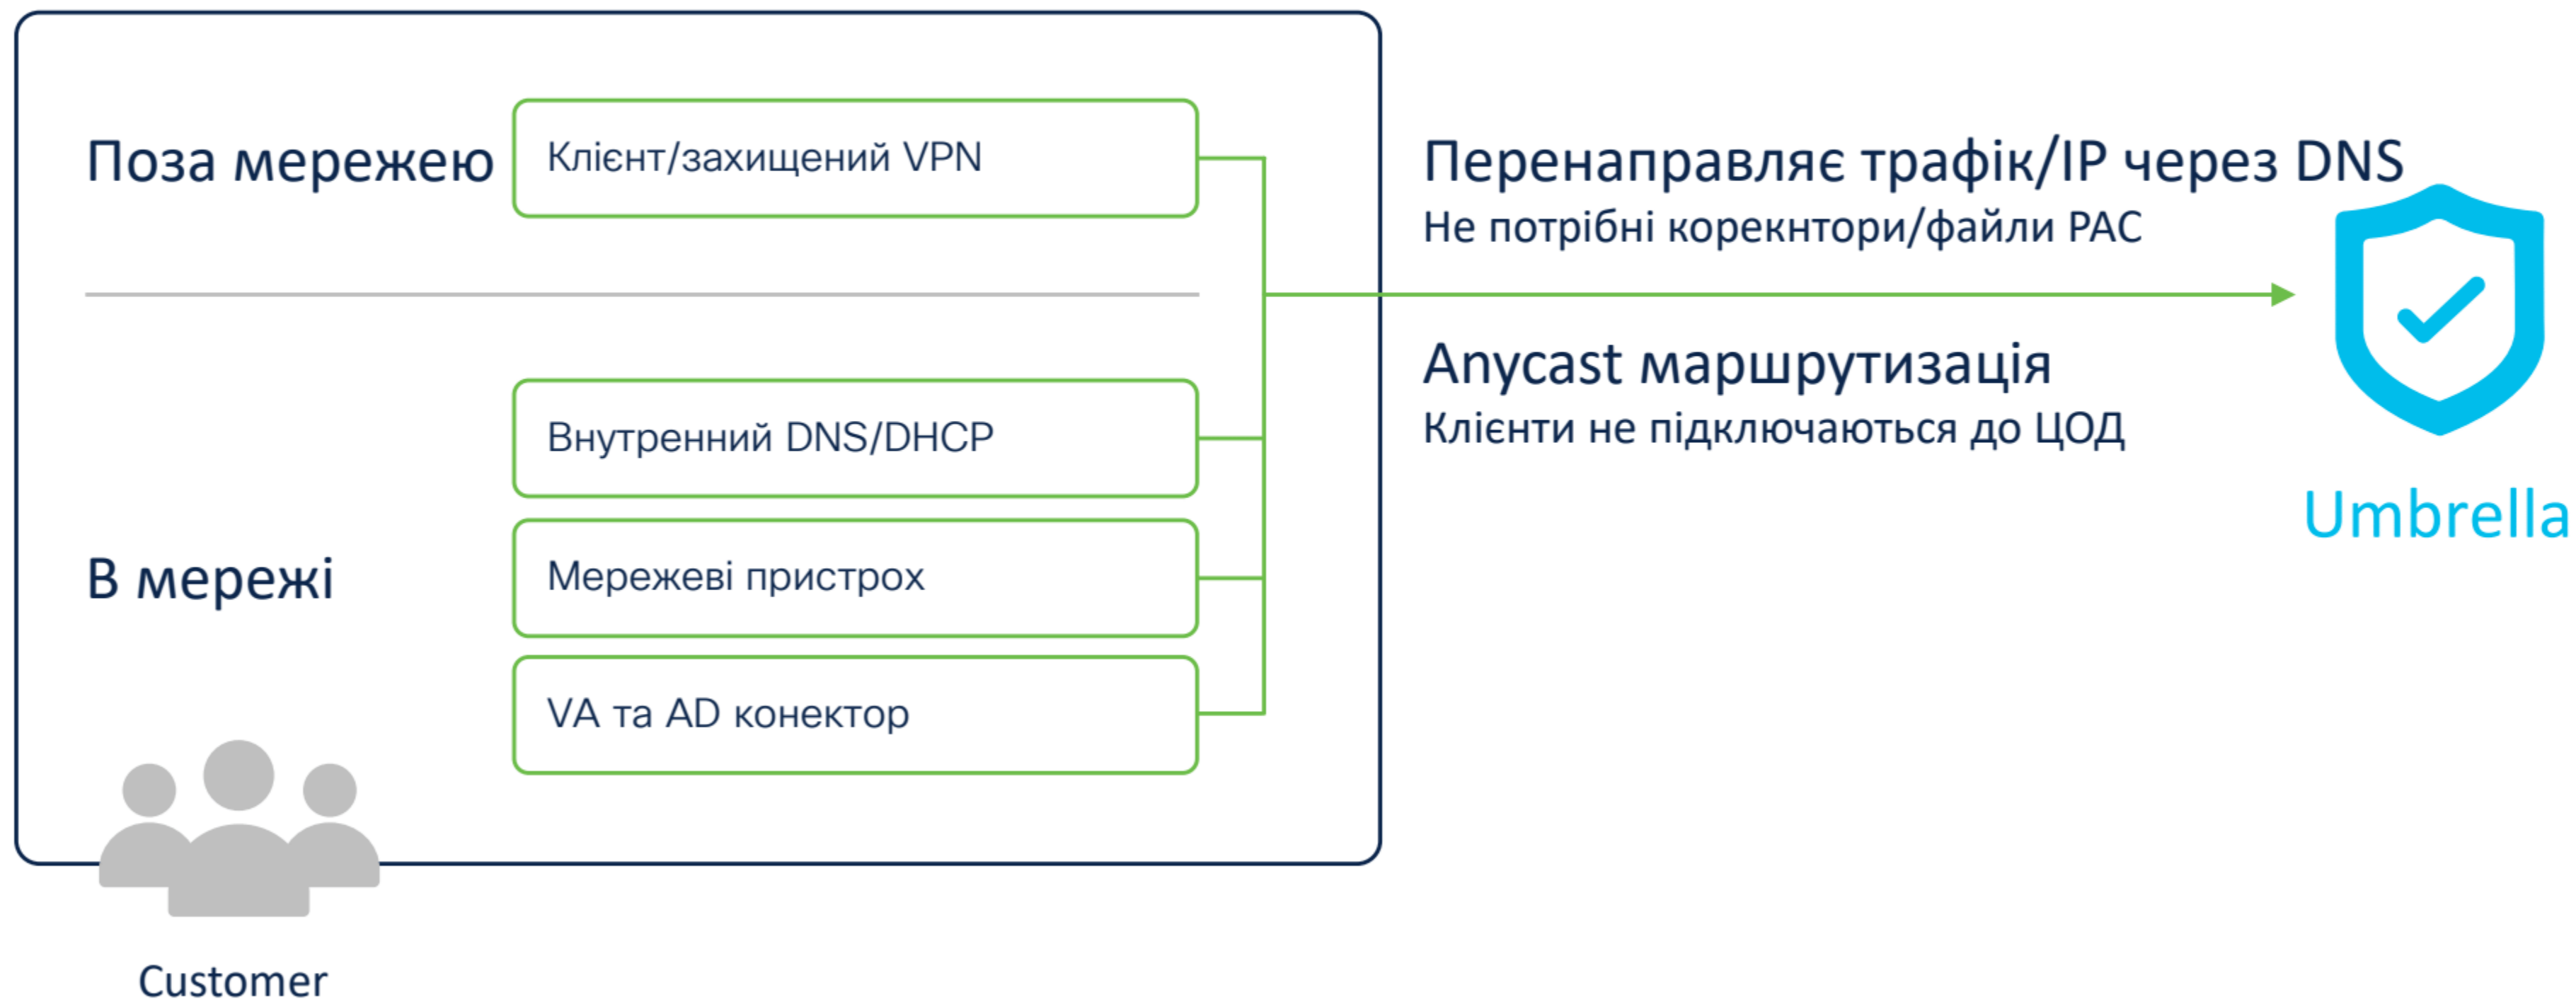 Поза мережею
Клієнт/захищений VPN
Перенаправляє трафік/IP через DNS
Не потрібні корекнтори/файли PAC
Anycast маршрутизація
Клієнти не підключаються до ЦОД
Umbrella
В мережі
Внутренний DNS/DHCP
Мережеві пристрох
VA та AD конектор
Customer